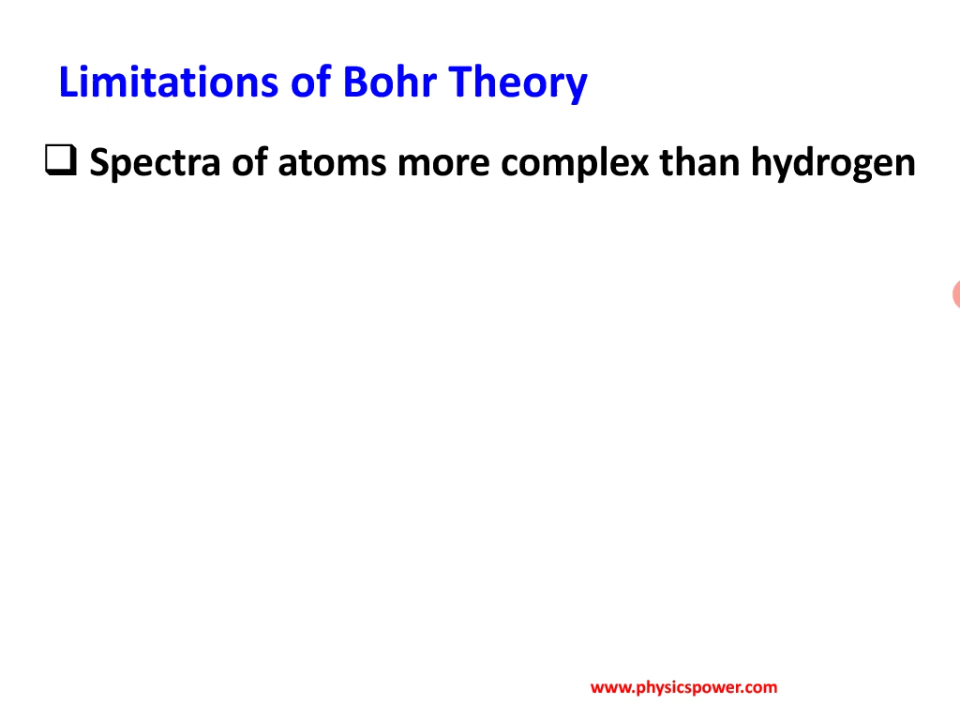 Limitations of Bohr Theory
❑ Spectra of atoms more complex than hydrogen
www.physicspower.com